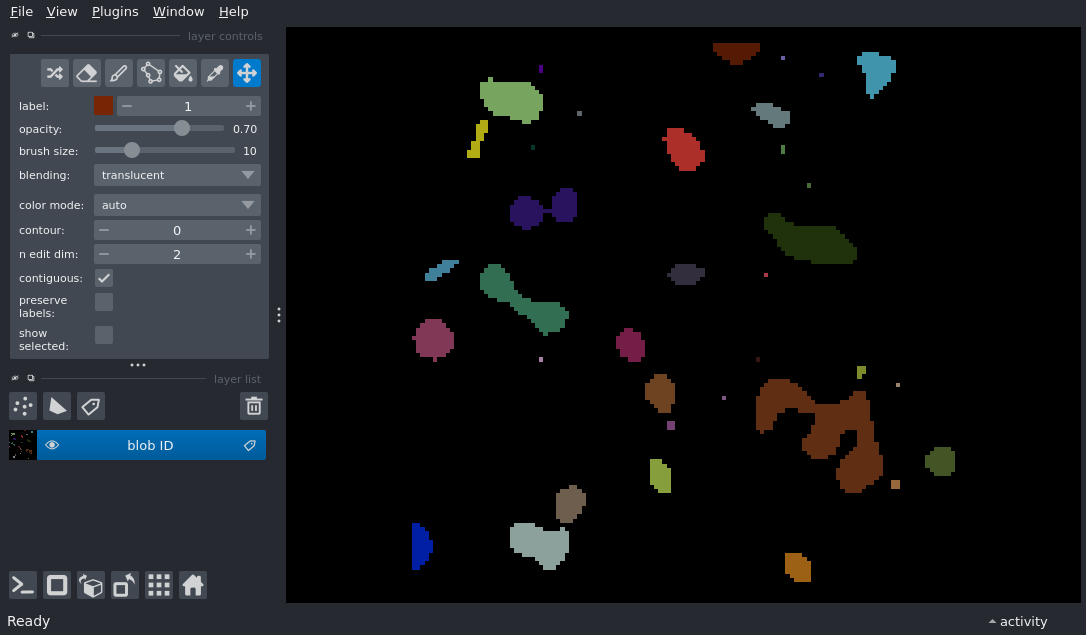 File View Plugins Window Help
layer controls
label: 1
opacity: 0.70
brush size: 10
blending: translucent
color mode: auto
contour: 0
n edit dim: 2
contiguous:
preserve
labels:
show
selected:
layer list
blob ID
Ready
activity